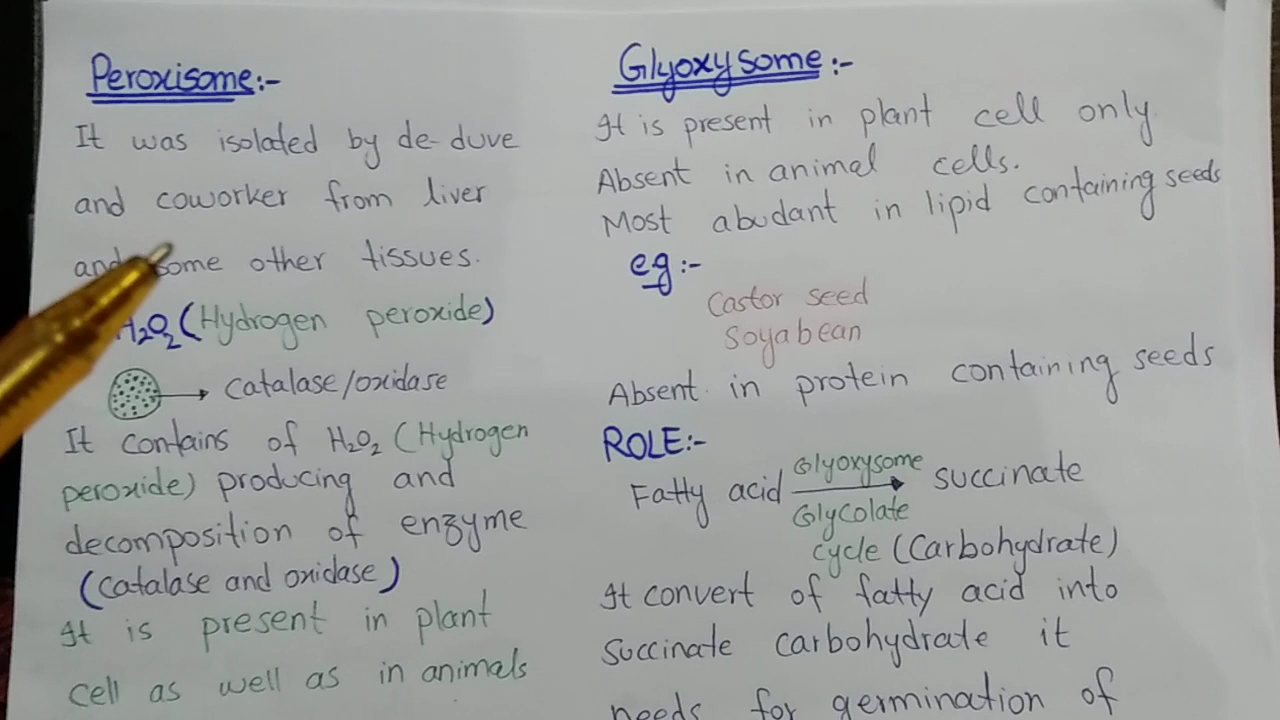 Peroxisome:-
It was isolated by de-duve
and coworker from liver
and some other tissues.
H₂O₂ (Hydrogen peroxide)
catalase/oxidase
It contains of H₂O₂ (Hydrogen
peroxide) producing and
decomposition of enzyme
(catalase and oxidase)
It is present in plant
cell as well as in animals
Glyoxysome:-
It is present in plant cell only.
Absent in animal cells.
Most abudant in lipid containing seeds
eg:-
Castor seed
Soyabean
Absent in protein containing seeds
ROLE:-
Fatty acid Glyoxysome succinate
Glycolate
cycle (Carbohydrate)
It convert of fatty acid into
succinate carbohydrate it
needs for germination of